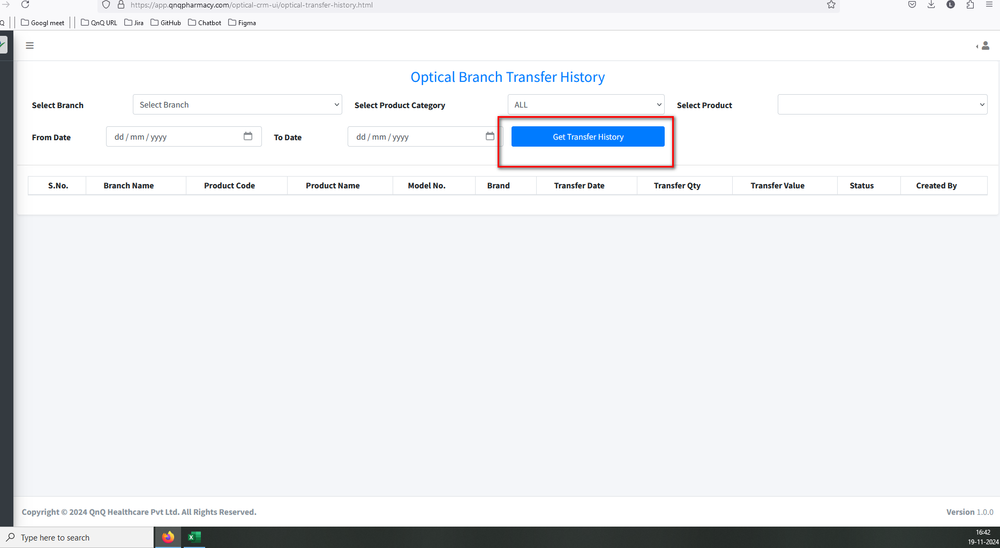 https://app.qnqpharmacy.com/optical-crm-ui/optical-transfer-history.html
L
Q Googl meet QnQ URL Jira GitHub Chatbot Figma
Optical Branch Transfer History
Select Branch Select Branch Select Product Category ALL Select Product
From Date dd / mm / yyyy To Date dd / mm / yyyy Get Transfer History
S.No. Branch Name Product Code Product Name Model No. Brand Transfer Date Transfer Qty Transfer Value Status Created By
Copyright © 2024 QnQ Healthcare Pvt Ltd. All Rights Reserved. Version 1.0.0
Type here to search
16:42
19-11-2024